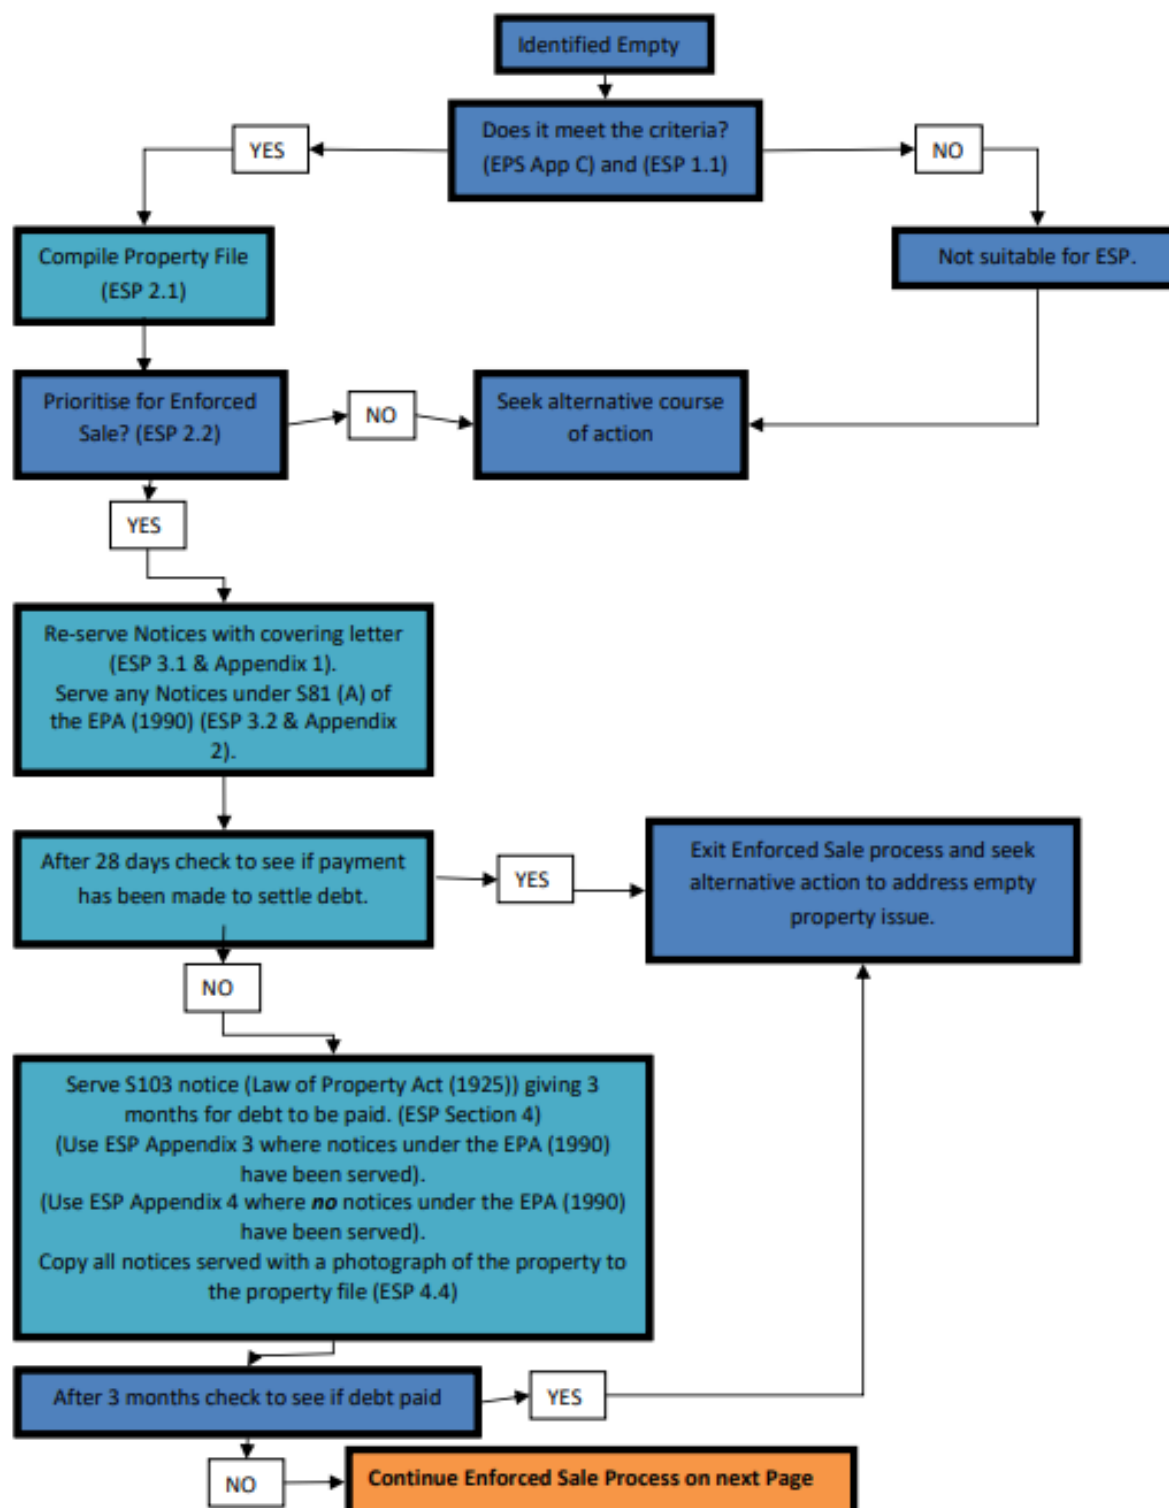 Identified Empty
Does it meet the criteria?
(EPS App C) and (ESP 1.1)
YES
NO
Compile Property File
(ESP 2.1)
Not suitable for ESP.
Prioritise for Enforced
Sale? (ESP 2.2)
NO
Seek alternative course
of action
YES
Re-serve Notices with covering letter
(ESP 3.1 & Appendix 1).
Serve any Notices under S81 (A) of
the EPA (1990) (ESP 3.2 & Appendix
2).
After 28 days check to see if payment
has been made to settle debt.
YES
Exit Enforced Sale process and seek
alternative action to address empty
property issue.
NO
Serve S103 notice (Law of Property Act (1925)) giving 3
months for debt to be paid. (ESP Section 4)
(Use ESP Appendix 3 where notices under the EPA (1990)
have been served).
(Use ESP Appendix 4 where no notices under the EPA (1990)
have been served).
Copy all notices served with a photograph of the property to
the property file (ESP 4.4)
After 3 months check to see if debt paid
YES
NO
Continue Enforced Sale Process on next Page